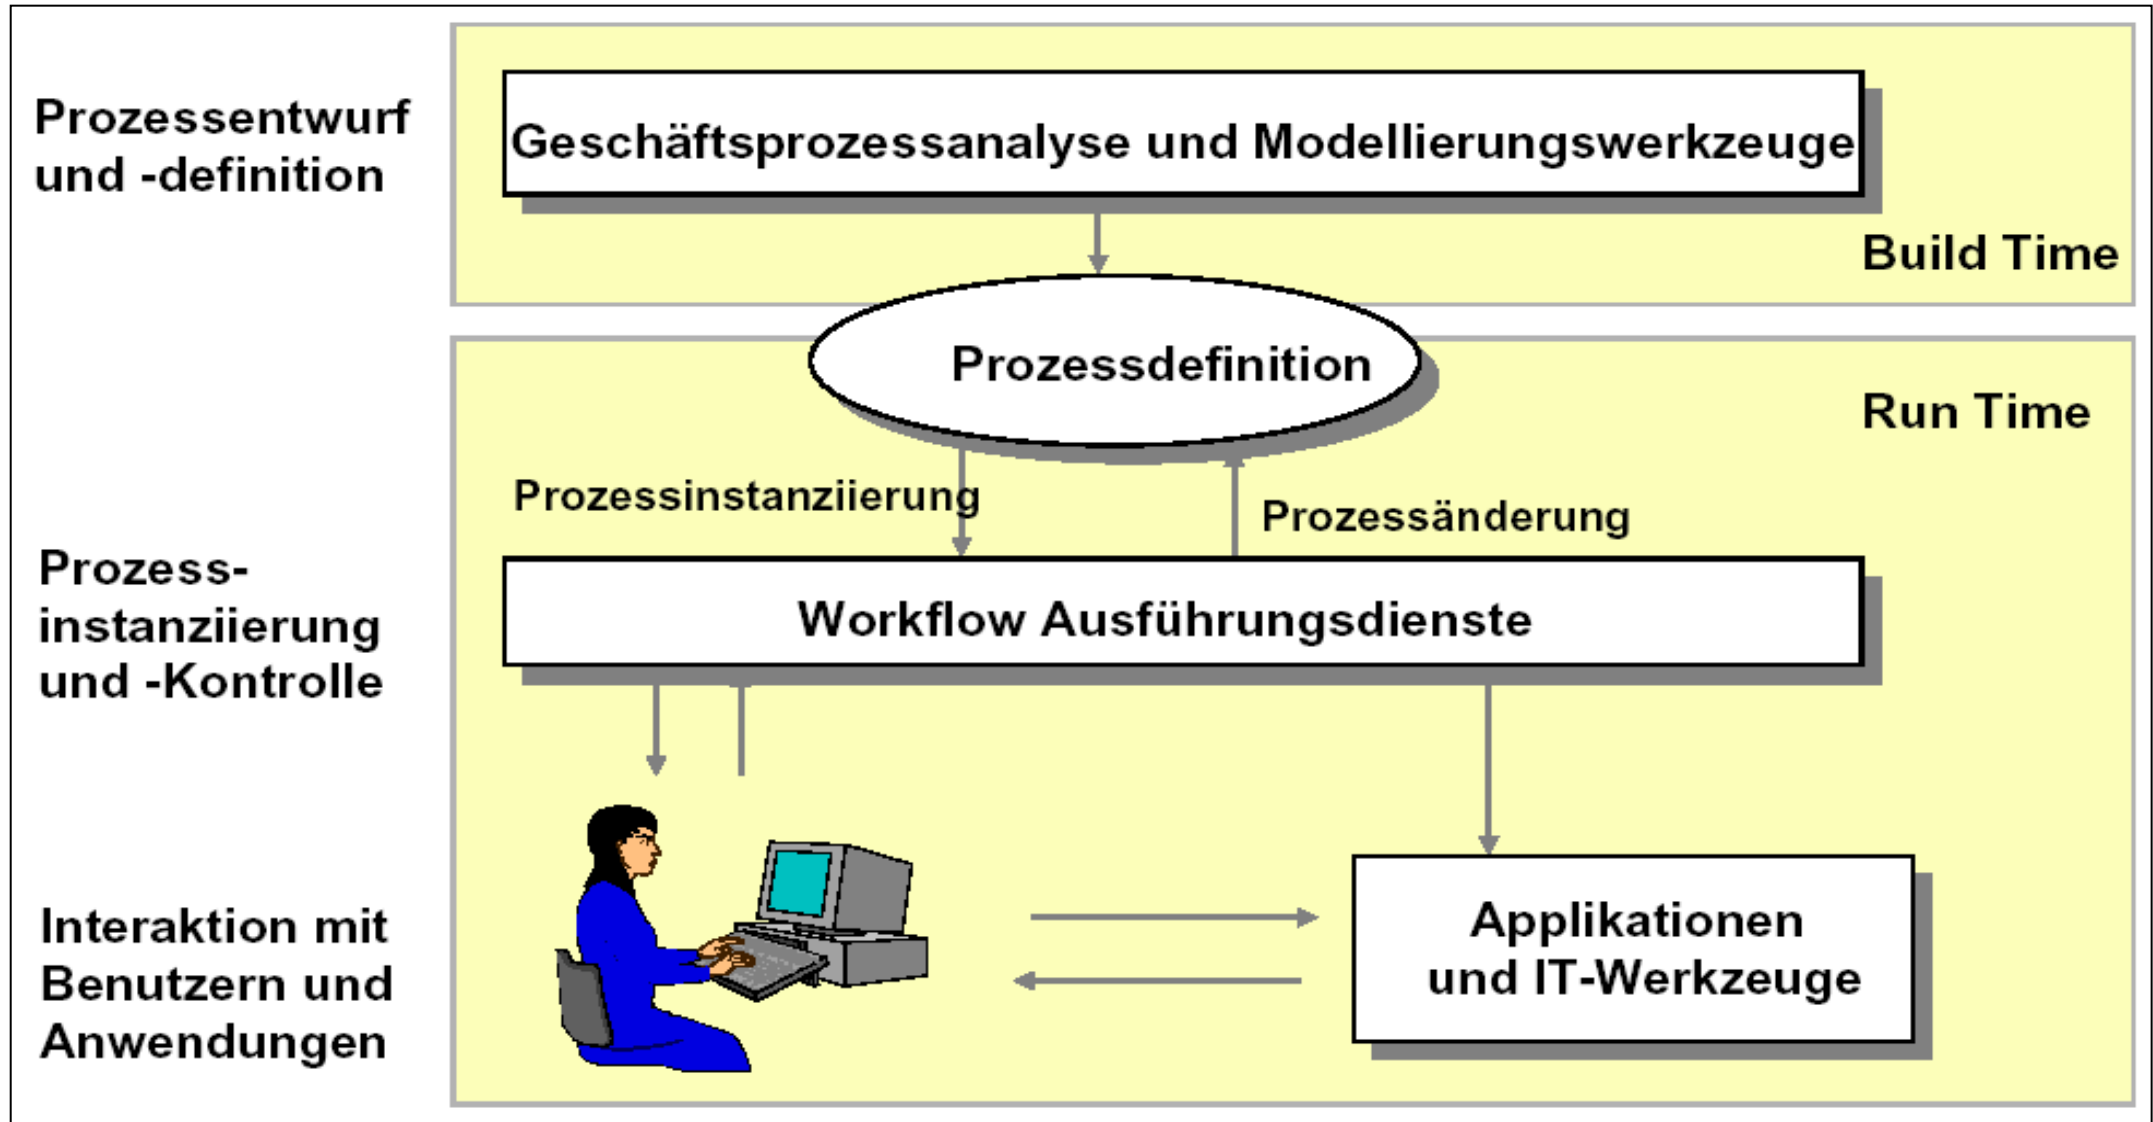 Prozessentwurf
und -definition
Geschäftsprozessanalyse und Modellierungswerkzeuge
Build Time
Prozessdefinition
Run Time
Prozessinstanziierung
Prozessänderung
Prozess-
instanziierung
und -Kontrolle
Workflow Ausführungsdienste
Interaktion mit
Benutzern und
Anwendungen
Applikationen
und IT-Werkzeuge